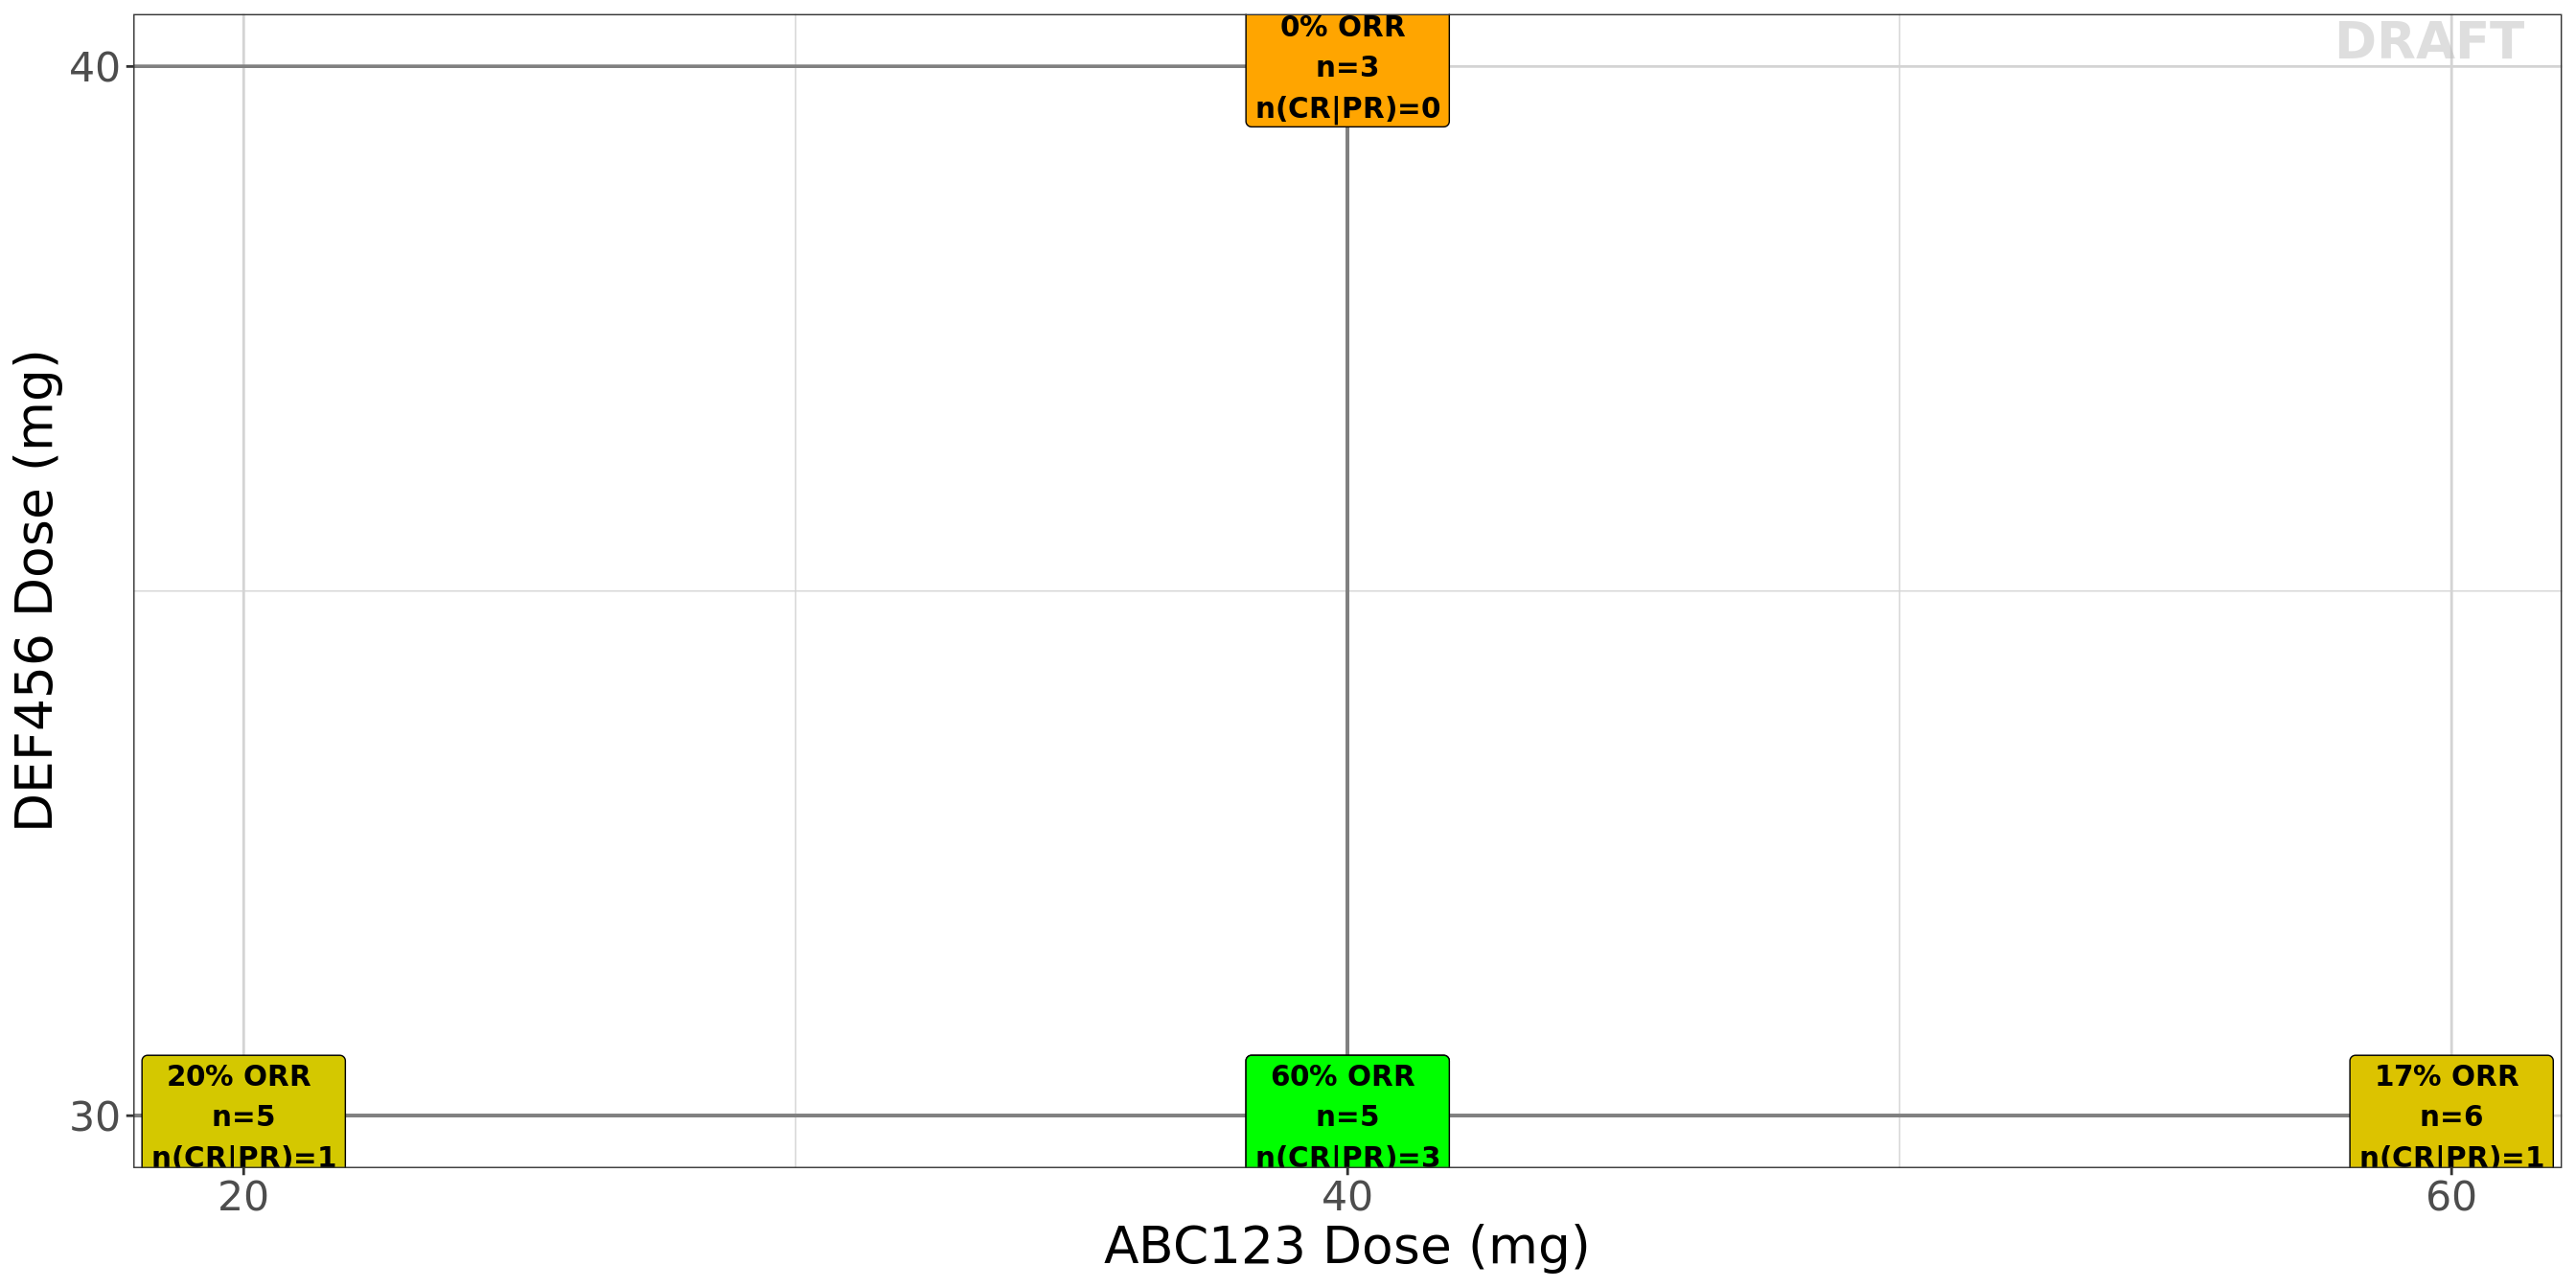 DRAFT
0% ORR
n=3
n(CR|PR)=0
40
DEF456 Dose (mg)
20% ORR
n=5
n(CR|PR)=1
60% ORR
n=5
n(CR|PR)=3
17% ORR
n=6
n(CR|PR)=1
30
20
40
60
ABC123 Dose (mg)